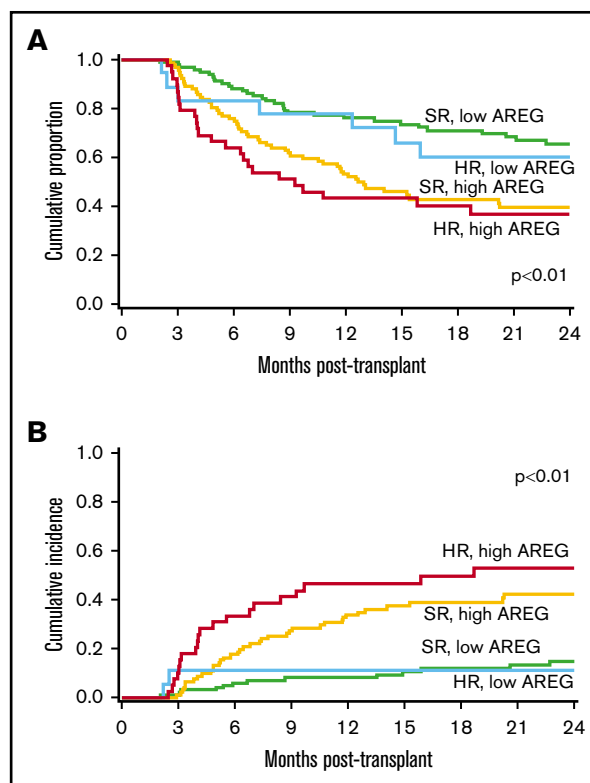 A
Cumulative proportion
1.0
0.8
0.6
0.4
0.2
0.0
SR, low AREG
HR, low AREG
SR, high AREG
HR, high AREG
p<0.01
0 3 6 9 12 15 18 21 24
Months post-transplant
B
Cumulative incidence
1.0
0.8
0.6
0.4
0.2
0.0
p<0.01
HR, high AREG
SR, high AREG
SR, low AREG
HR, low AREG
0 3 6 9 12 15 18 21 24
Months post-transplant